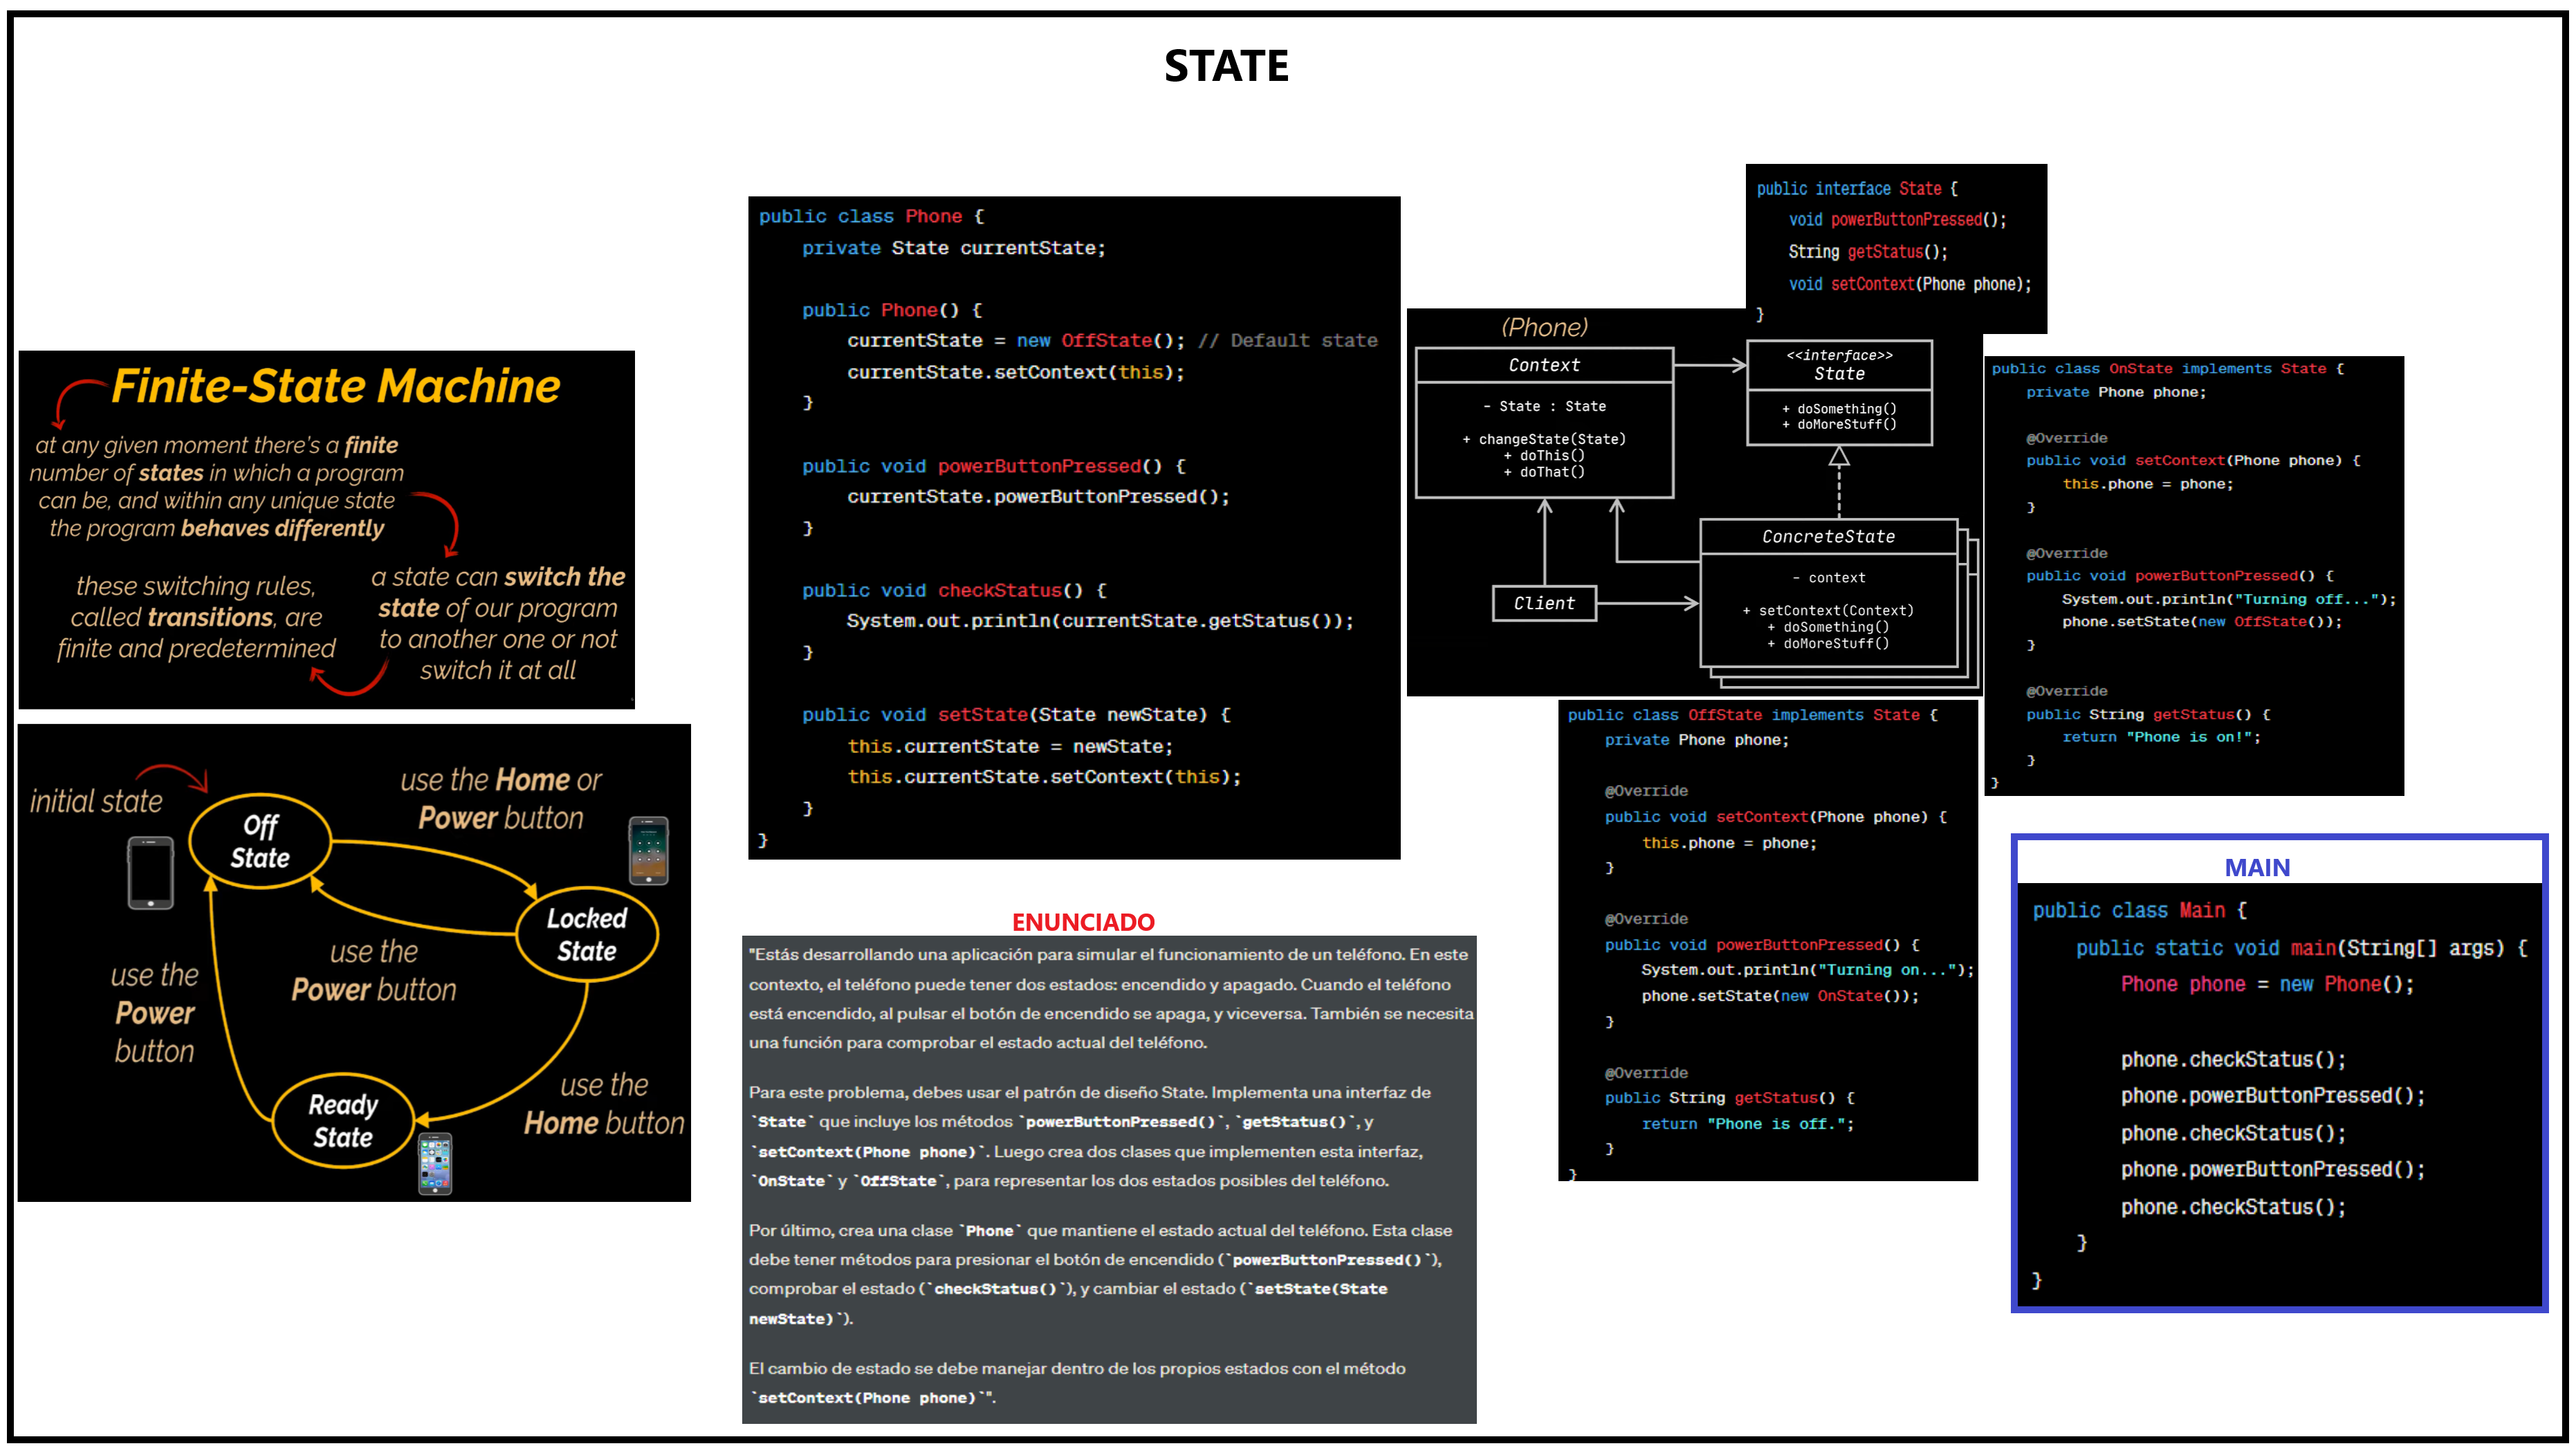 STATE
Finite-State Machine
at any given moment there's a finite
number of states in which a program
can be, and within any unique state
the program behaves differently
a state can switch the
state of our program
to another one or not
switch it at all
these switching rules,
called transitions, are
finite and predetermined
initial state
Off
State
use the Home or
Power button
Locked
State
use the
Power button
use the
Power
button
Ready
State
use the
Home button
public class Phone {
private State currentState;
public Phone() {
currentState = new OffState(); // Default state
currentState.setContext(this);
}
public void powerButtonPressed() {
currentState.powerButtonPressed();
}
public void checkStatus() {
System.out.println(currentState.getStatus());
}
public void setState(State newState) {
this.currentState = newState;
this.currentState.setContext(this);
}
}
ENUNCIADO
"Estás desarrollando una aplicación para simular el funcionamiento de un teléfono. En este
contexto, el teléfono puede tener dos estados: encendido y apagado. Cuando el teléfono
está encendido, al pulsar el botón de encendido se apaga, y viceversa. También se necesita
una función para comprobar el estado actual del teléfono.
Para este problema, debes usar el patrón de diseño State. Implementa una interfaz de
`State` que incluye los métodos `powerButtonPressed()`, `getStatus()`, y
`setContext(Phone phone)`. Luego crea dos clases que implementen esta interfaz,
`OnState` y `OffState`, para representar los dos estados posibles del teléfono.
Por último, crea una clase `Phone` que mantiene el estado actual del teléfono. Esta clase
debe tener métodos para presionar el botón de encendido (`powerButtonPressed()`),
comprobar el estado (`checkStatus()`), y cambiar el estado (`setState(State
newState)`).
El cambio de estado se debe manejar dentro de los propios estados con el método
`setContext(Phone phone)`".
public interface State {
void powerButtonPressed();
String getStatus();
void setContext(Phone phone);
}
(Phone)
Context
- State : State
+ changeState(State)
+ doThis()
+ doThat()
<<interface>>
State
+ doSomething()
+ doMoreStuff()
ConcreteState
- context
+ setContext(Context)
+ doSomething()
+ doMoreStuff()
Client
public class OnState implements State {
private Phone phone;
@Override
public void setContext(Phone phone) {
this.phone = phone;
}
@Override
public void powerButtonPressed() {
System.out.println("Turning off...");
phone.setState(new OffState());
}
@Override
public String getStatus() {
return "Phone is on!";
}
}
public class OffState implements State {
private Phone phone;
@Override
public void setContext(Phone phone) {
this.phone = phone;
}
@Override
public void powerButtonPressed() {
System.out.println("Turning on...");
phone.setState(new OnState());
}
@Override
public String getStatus() {
return "Phone is off.";
}
}
MAIN
public class Main {
public static void main(String[] args) {
Phone phone = new Phone();
phone.checkStatus();
phone.powerButtonPressed();
phone.checkStatus();
phone.powerButtonPressed();
phone.checkStatus();
}
}